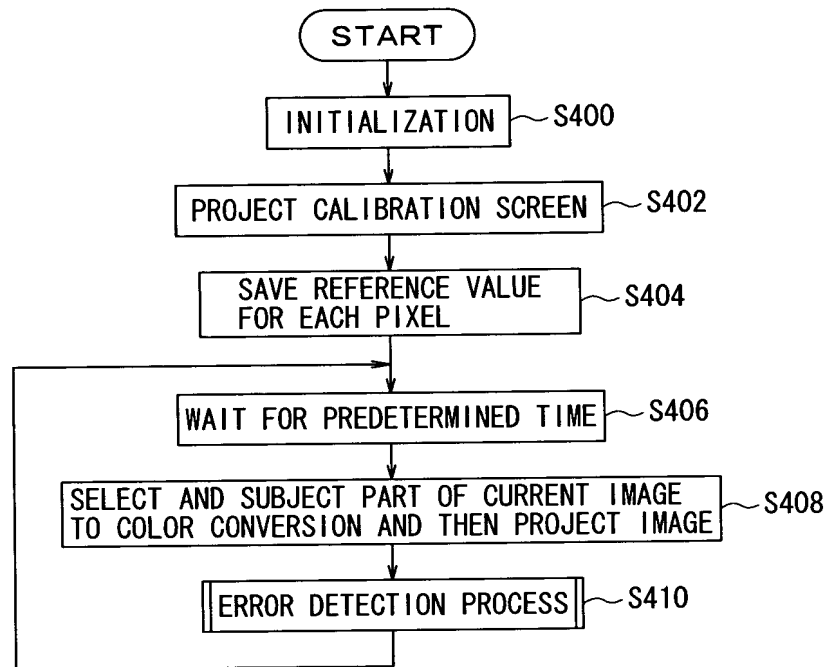 START
INITIALIZATION
S400
PROJECT CALIBRATION SCREEN
S402
SAVE REFERENCE VALUE
FOR EACH PIXEL
S404
WAIT FOR PREDETERMINED TIME
S406
SELECT AND SUBJECT PART OF CURRENT IMAGE
TO COLOR CONVERSION AND THEN PROJECT IMAGE
S408
ERROR DETECTION PROCESS
S410